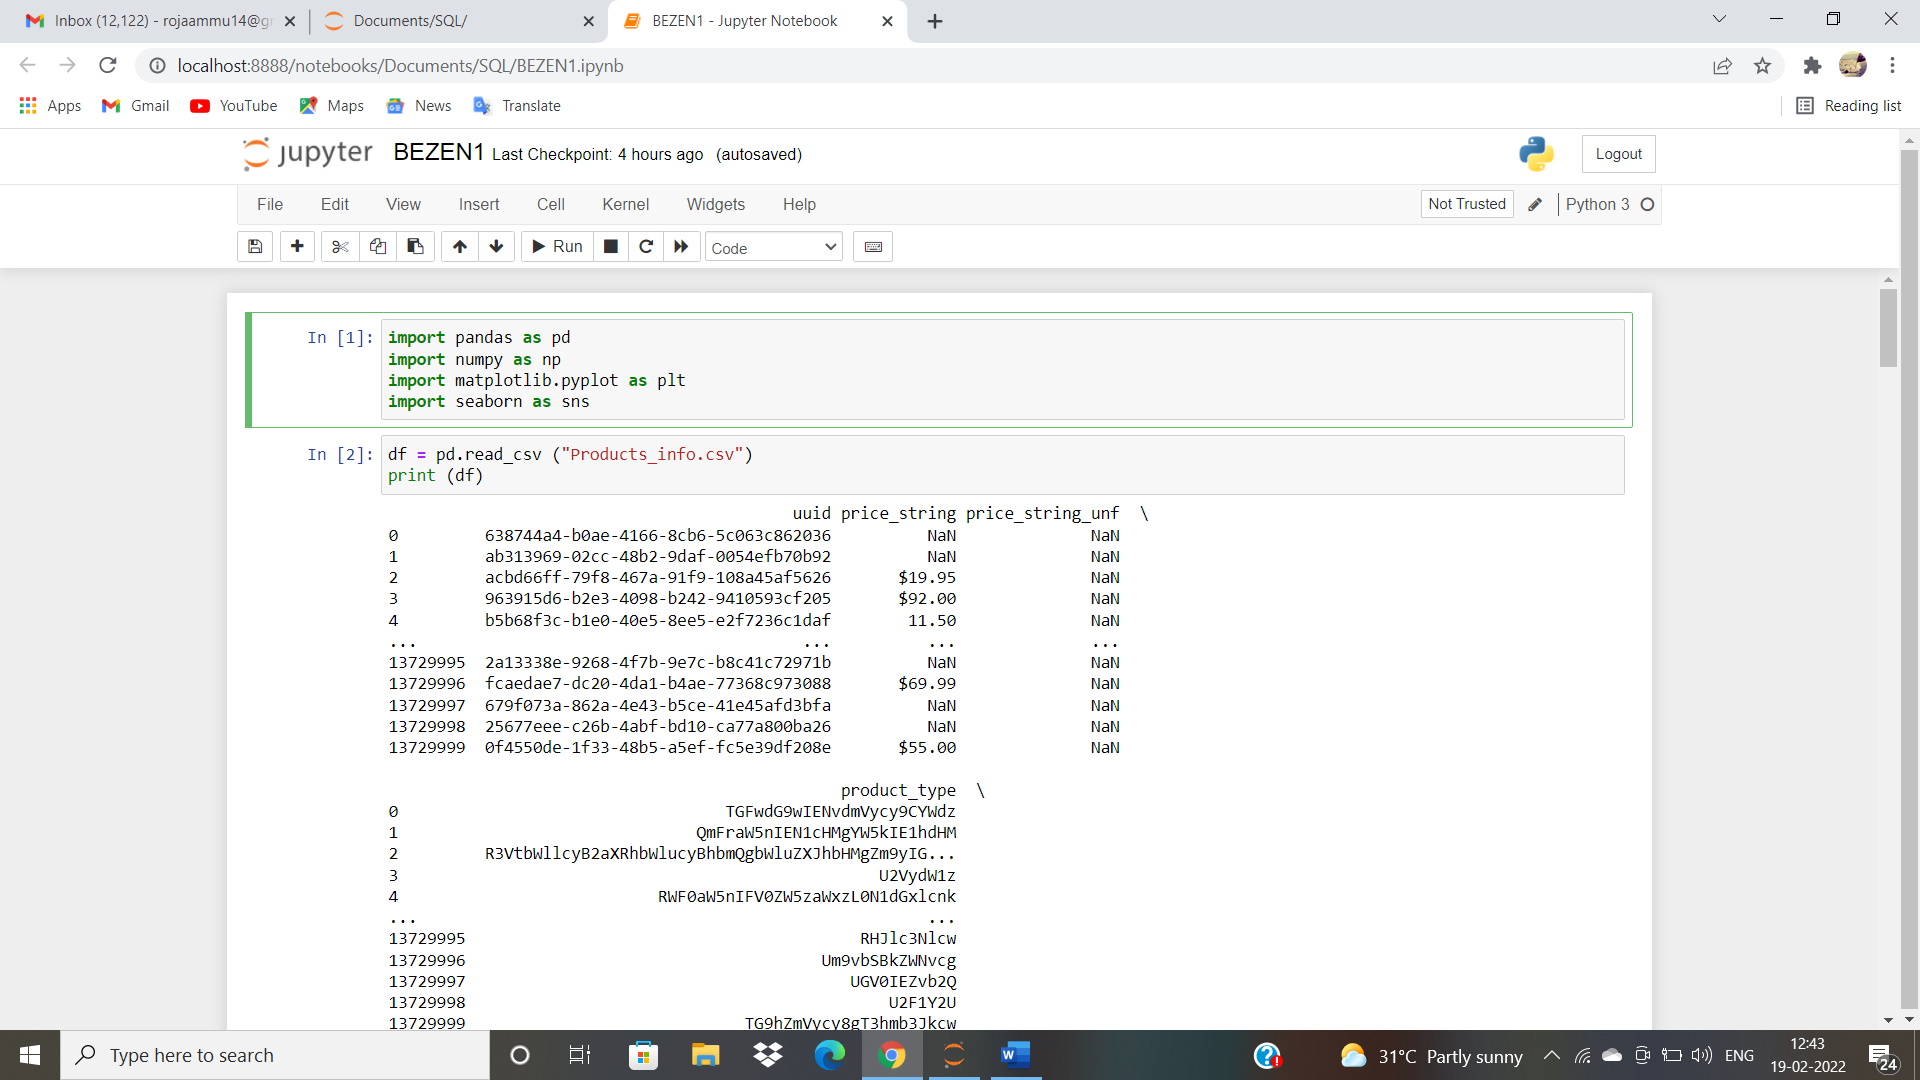 Inbox (12,122) - rojaammu14@gr
Documents/SQL/
BEZEN1 - Jupyter Notebook
localhost:8888/notebooks/Documents/SQL/BEZEN1.ipynb
Apps Gmail YouTube Maps News Translate Reading list
jupyter BEZEN1 Last Checkpoint: 4 hours ago (autosaved) Logout
File Edit View Insert Cell Kernel Widgets Help Not Trusted Python 3
Run Code
In [1]: import pandas as pd
import numpy as np
import matplotlib.pyplot as plt
import seaborn as sns
In [2]: df = pd.read_csv ("Products_info.csv")
print (df)
uuid price_string price_string_unf \
0 638744a4-b0ae-4166-8cb6-5c063c862036 NaN NaN
1 ab313969-02cc-48b2-9daf-0054efb70b92 NaN NaN
2 acbd66ff-79f8-467a-91f9-108a45af5626 $19.95 NaN
3 963915d6-b2e3-4098-b242-9410593cf205 $92.00 NaN
4 b5b68f3c-b1e0-40e5-8ee5-e2f7236c1daf 11.50 NaN
... ... ... ...
13729995 2a13338e-9268-4f7b-9e7c-b8c41c72971b NaN NaN
13729996 fcaedae7-dc20-4da1-b4ae-77368c973088 $69.99 NaN
13729997 679f073a-862a-4e43-b5ce-41e45afd3bfa NaN NaN
13729998 25677eee-c26b-4abf-bd10-ca77a800ba26 NaN NaN
13729999 0f4550de-1f33-48b5-a5ef-fc5e39df208e $55.00 NaN
product_type \
0 TGFwdG9wIENvdmVycy9CYWdz
1 QmFraW5nIEN1cHMgYW5kIE1hdHM
2 R3VtbWllcyB2aXRhbWlucyBhbmQgbWluZXJhbHMgZm9yIG...
3 U2VydW1z
4 RWF0aW5nIFV0ZW5zaWxzL0N1dGxlcnk
... ...
13729995 RHJlc3Nlcw
13729996 Um9vbSBkZWNvcg
13729997 UGV0IEZvb2Q
13729998 U2F1Y2U
13729999 TG9hZmVycy8gT3hmb3Jkcw
Type here to search
31°C Partly sunny
ENG
12:43
19-02-2022
24